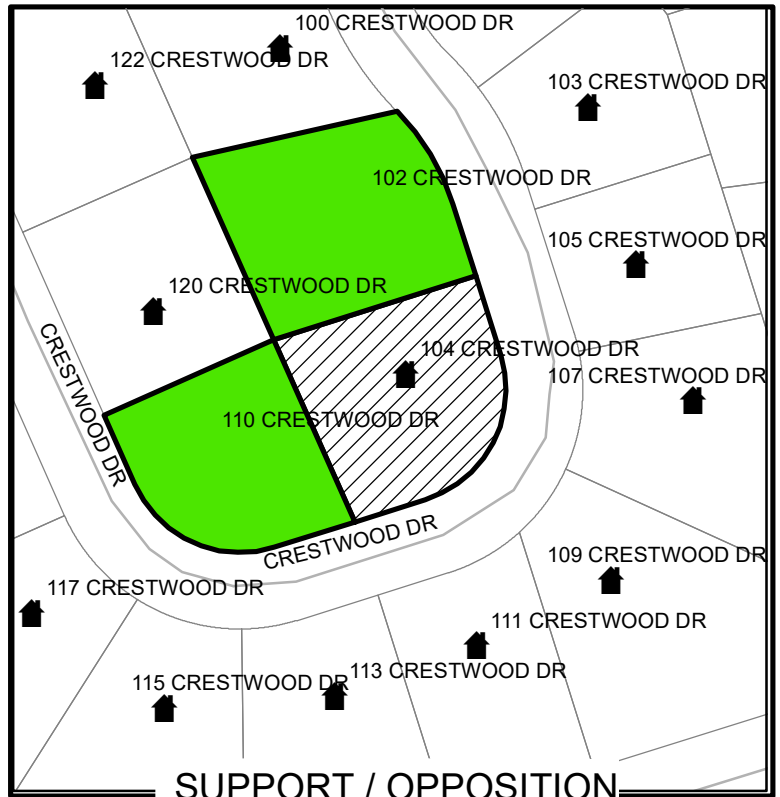 100 CRESTWOOD DR
122 CRESTWOOD DR
103 CRESTWOOD DR
102 CRESTWOOD DR
105 CRESTWOOD DR
120 CRESTWOOD DR
104 CRESTWOOD DR
107 CRESTWOOD DR
CRESTWOOD DR
110 CRESTWOOD DR
CRESTWOOD DR
109 CRESTWOOD DR
117 CRESTWOOD DR
111 CRESTWOOD DR
113 CRESTWOOD DR
115 CRESTWOOD DR
SUPPORT / OPPOSITION